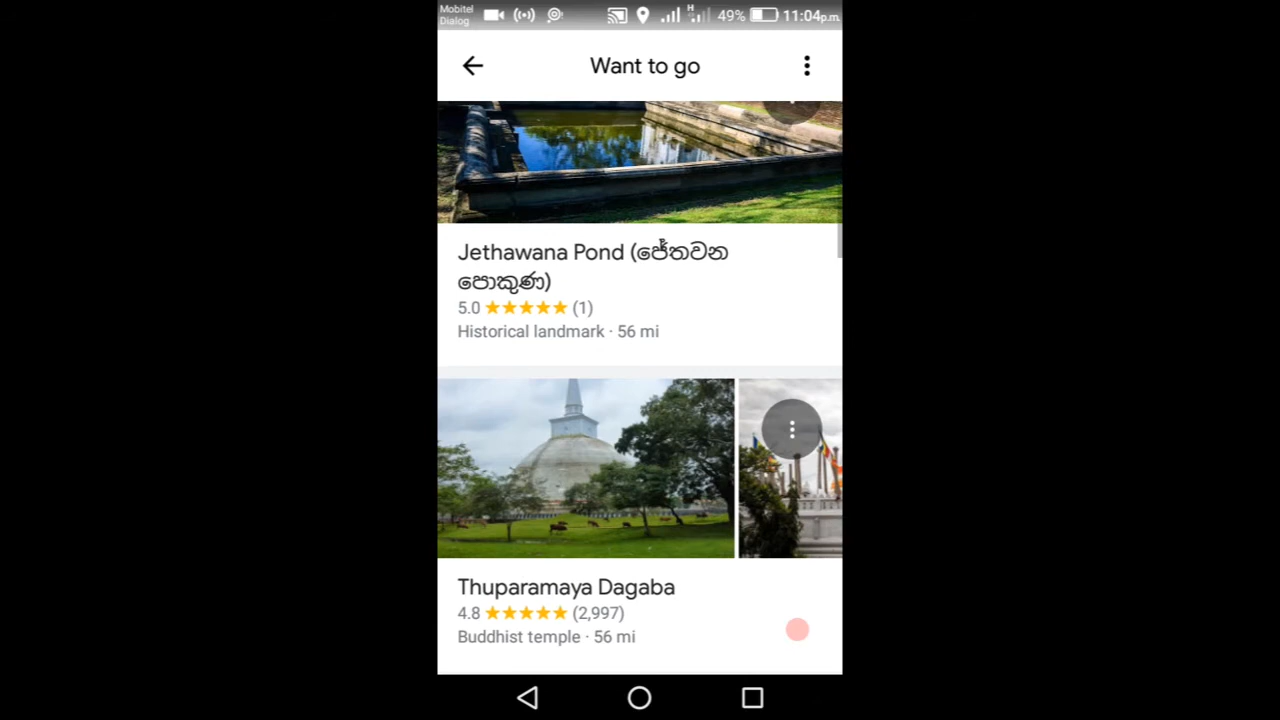 Mobitel
Dialog
H
49%
11:04p.m.
Want to go
Jethawana Pond (ජේතවන
පොකුණ)
5.0 ★★★★★ (1)
Historical landmark · 56 mi
Thuparamaya Dagaba
4.8 ★★★★★ (2,997)
Buddhist temple · 56 mi